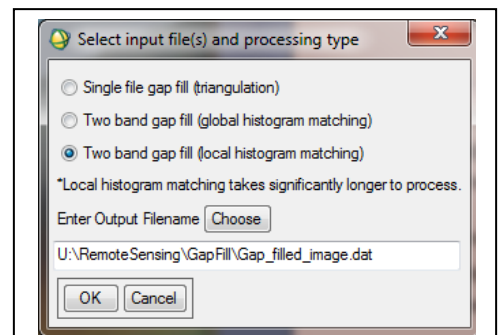 Select input file(s) and processing type
Single file gap fill (triangulation)
Two band gap fill (global histogram matching)
Two band gap fill (local histogram matching)
*Local histogram matching takes significantly longer to process.
Enter Output Filename Choose
U:\RemoteSensing\GapFill\Gap_filled_image.dat
OK Cancel